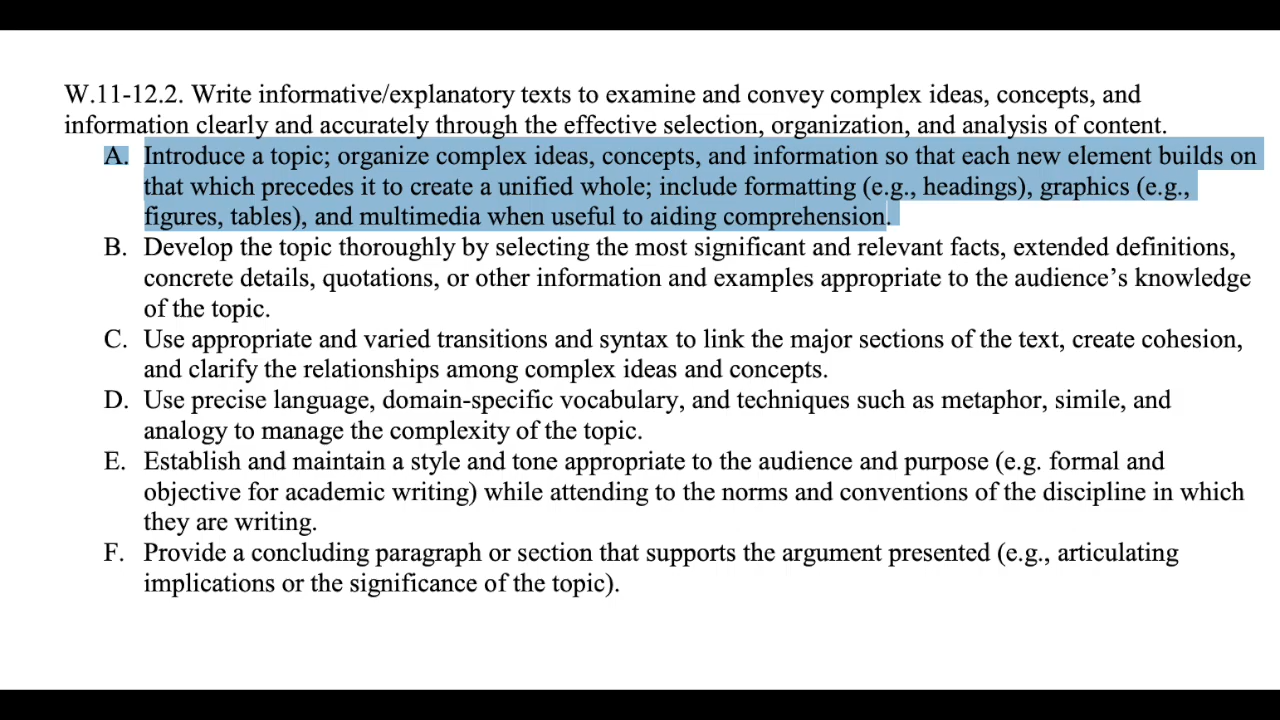 W.11-12.2. Write informative/explanatory texts to examine and convey complex ideas, concepts, and
information clearly and accurately through the effective selection, organization, and analysis of content.
A. Introduce a topic; organize complex ideas, concepts, and information so that each new element builds on
that which precedes it to create a unified whole; include formatting (e.g., headings), graphics (e.g.,
figures, tables), and multimedia when useful to aiding comprehension.
B. Develop the topic thoroughly by selecting the most significant and relevant facts, extended definitions,
concrete details, quotations, or other information and examples appropriate to the audience’s knowledge
of the topic.
C. Use appropriate and varied transitions and syntax to link the major sections of the text, create cohesion,
and clarify the relationships among complex ideas and concepts.
D. Use precise language, domain-specific vocabulary, and techniques such as metaphor, simile, and
analogy to manage the complexity of the topic.
E. Establish and maintain a style and tone appropriate to the audience and purpose (e.g. formal and
objective for academic writing) while attending to the norms and conventions of the discipline in which
they are writing.
F. Provide a concluding paragraph or section that supports the argument presented (e.g., articulating
implications or the significance of the topic).